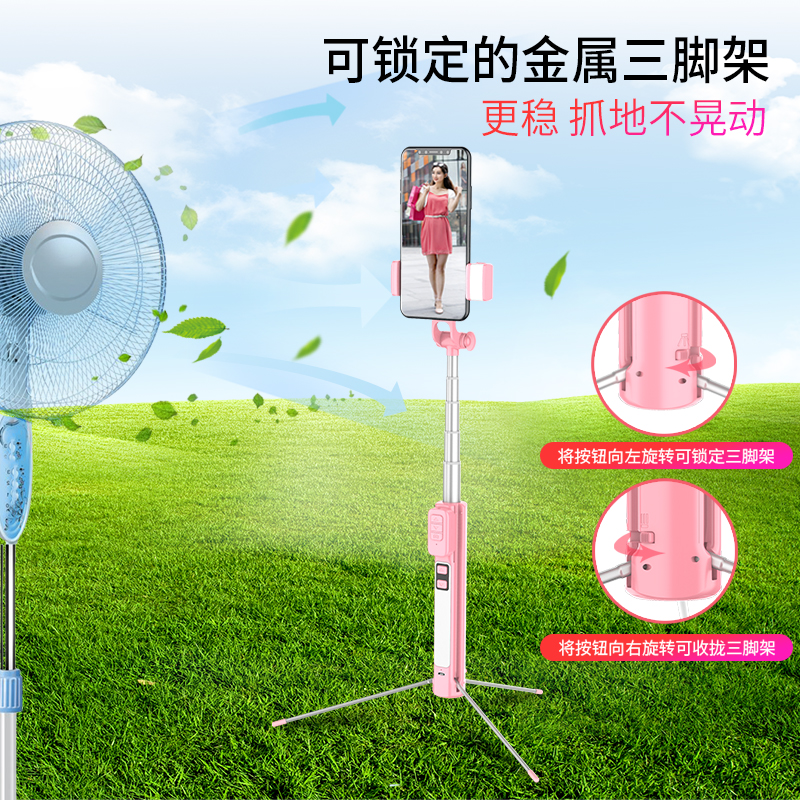 可锁定的金属三脚架
更稳 抓地不晃动
将按钮向左旋转可锁定三脚架
将按钮向右旋转可收拢三脚架